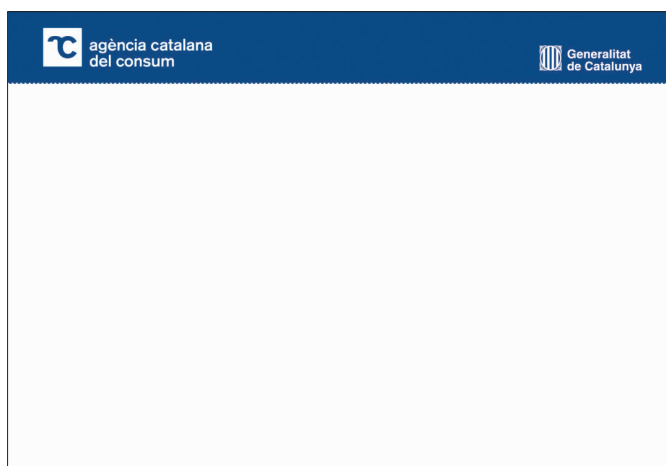 agència catalana
del consum
Generalitat
de Catalunya